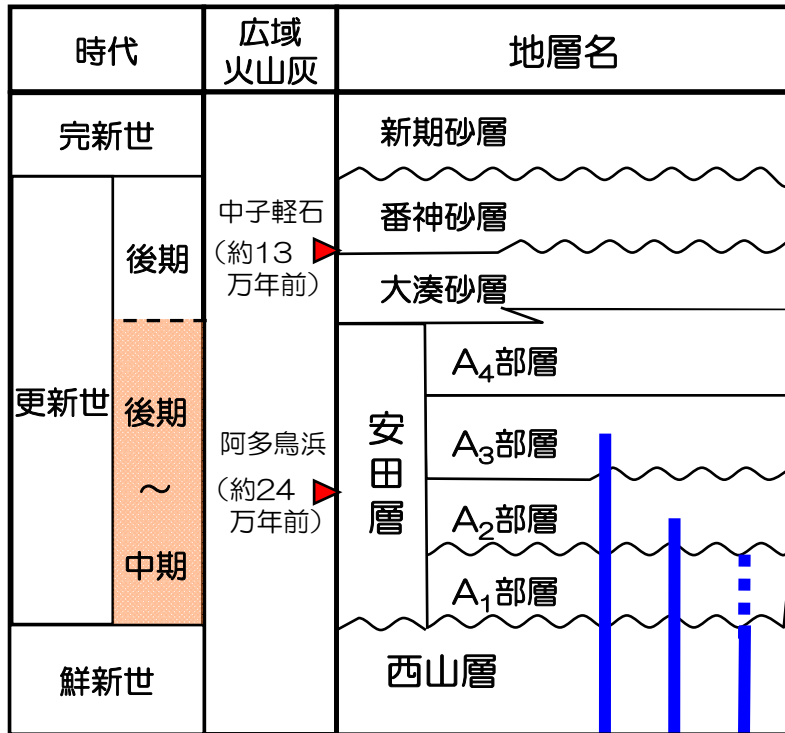 時代
広域
火山灰
地層名
完新世
新期砂層
更新世
後期
中子軽石
（約13
万年前）
番神砂層
大湊砂層
後期
～
中期
阿多鳥浜
（約24
万年前）
安田層
A4部層
A3部層
A2部層
A1部層
鮮新世
西山層